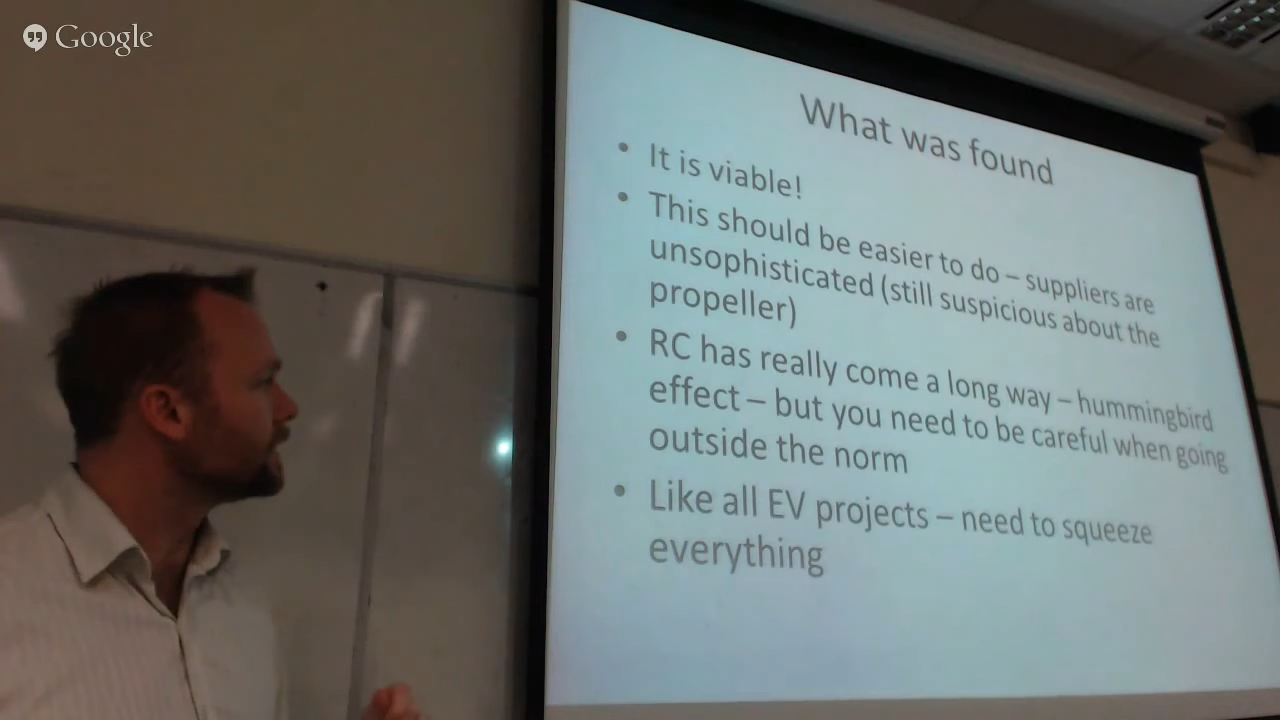 Google
What was found
• It is viable!
• This should be easier to do – suppliers are
unsophisticated (still suspicious about the
propeller)
• RC has really come a long way – hummingbird
effect – but you need to be careful when going
outside the norm
• Like all EV projects – need to squeeze
everything